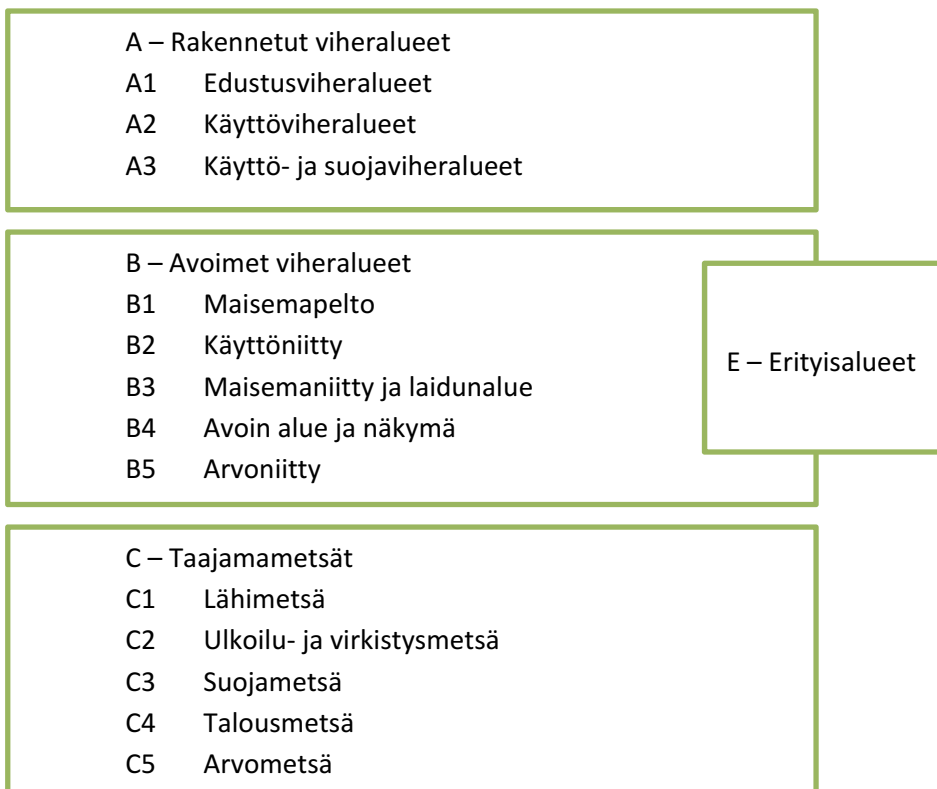 A – Rakennetut viheralueet
A1 Edustusviheralueet
A2 Käyttöviheralueet
A3 Käyttö- ja suojaviheralueet
B – Avoimet viheralueet
B1 Maisemapelto
B2 Käyttöniitty
B3 Maisemaniitty ja laidunalue
B4 Avoin alue ja näkymä
B5 Arvoniitty
E – Erityisalueet
C – Taajamametsät
C1 Lähimetsä
C2 Ulkoilu- ja virkistysmetsä
C3 Suojametsä
C4 Talousmetsä
C5 Arvometsä